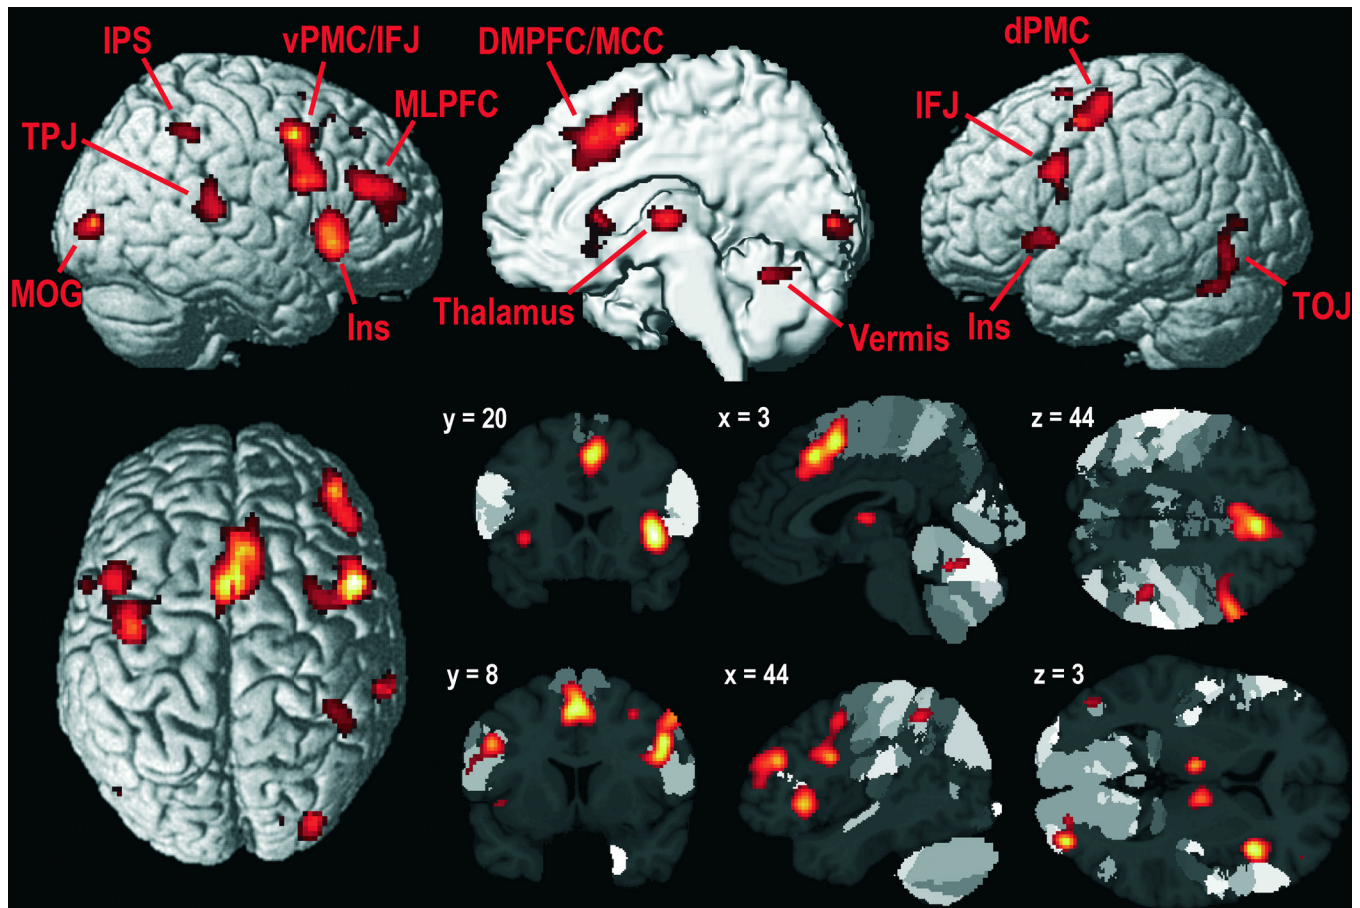 IPS
vPMC/IFJ
DMPFC/MCC
dPMC
MLPFC
IFJ
TPJ
MOG
Ins
Thalamus
Vermis
Ins
TOJ
y = 20
x = 3
z = 44
y = 8
x = 44
z = 3